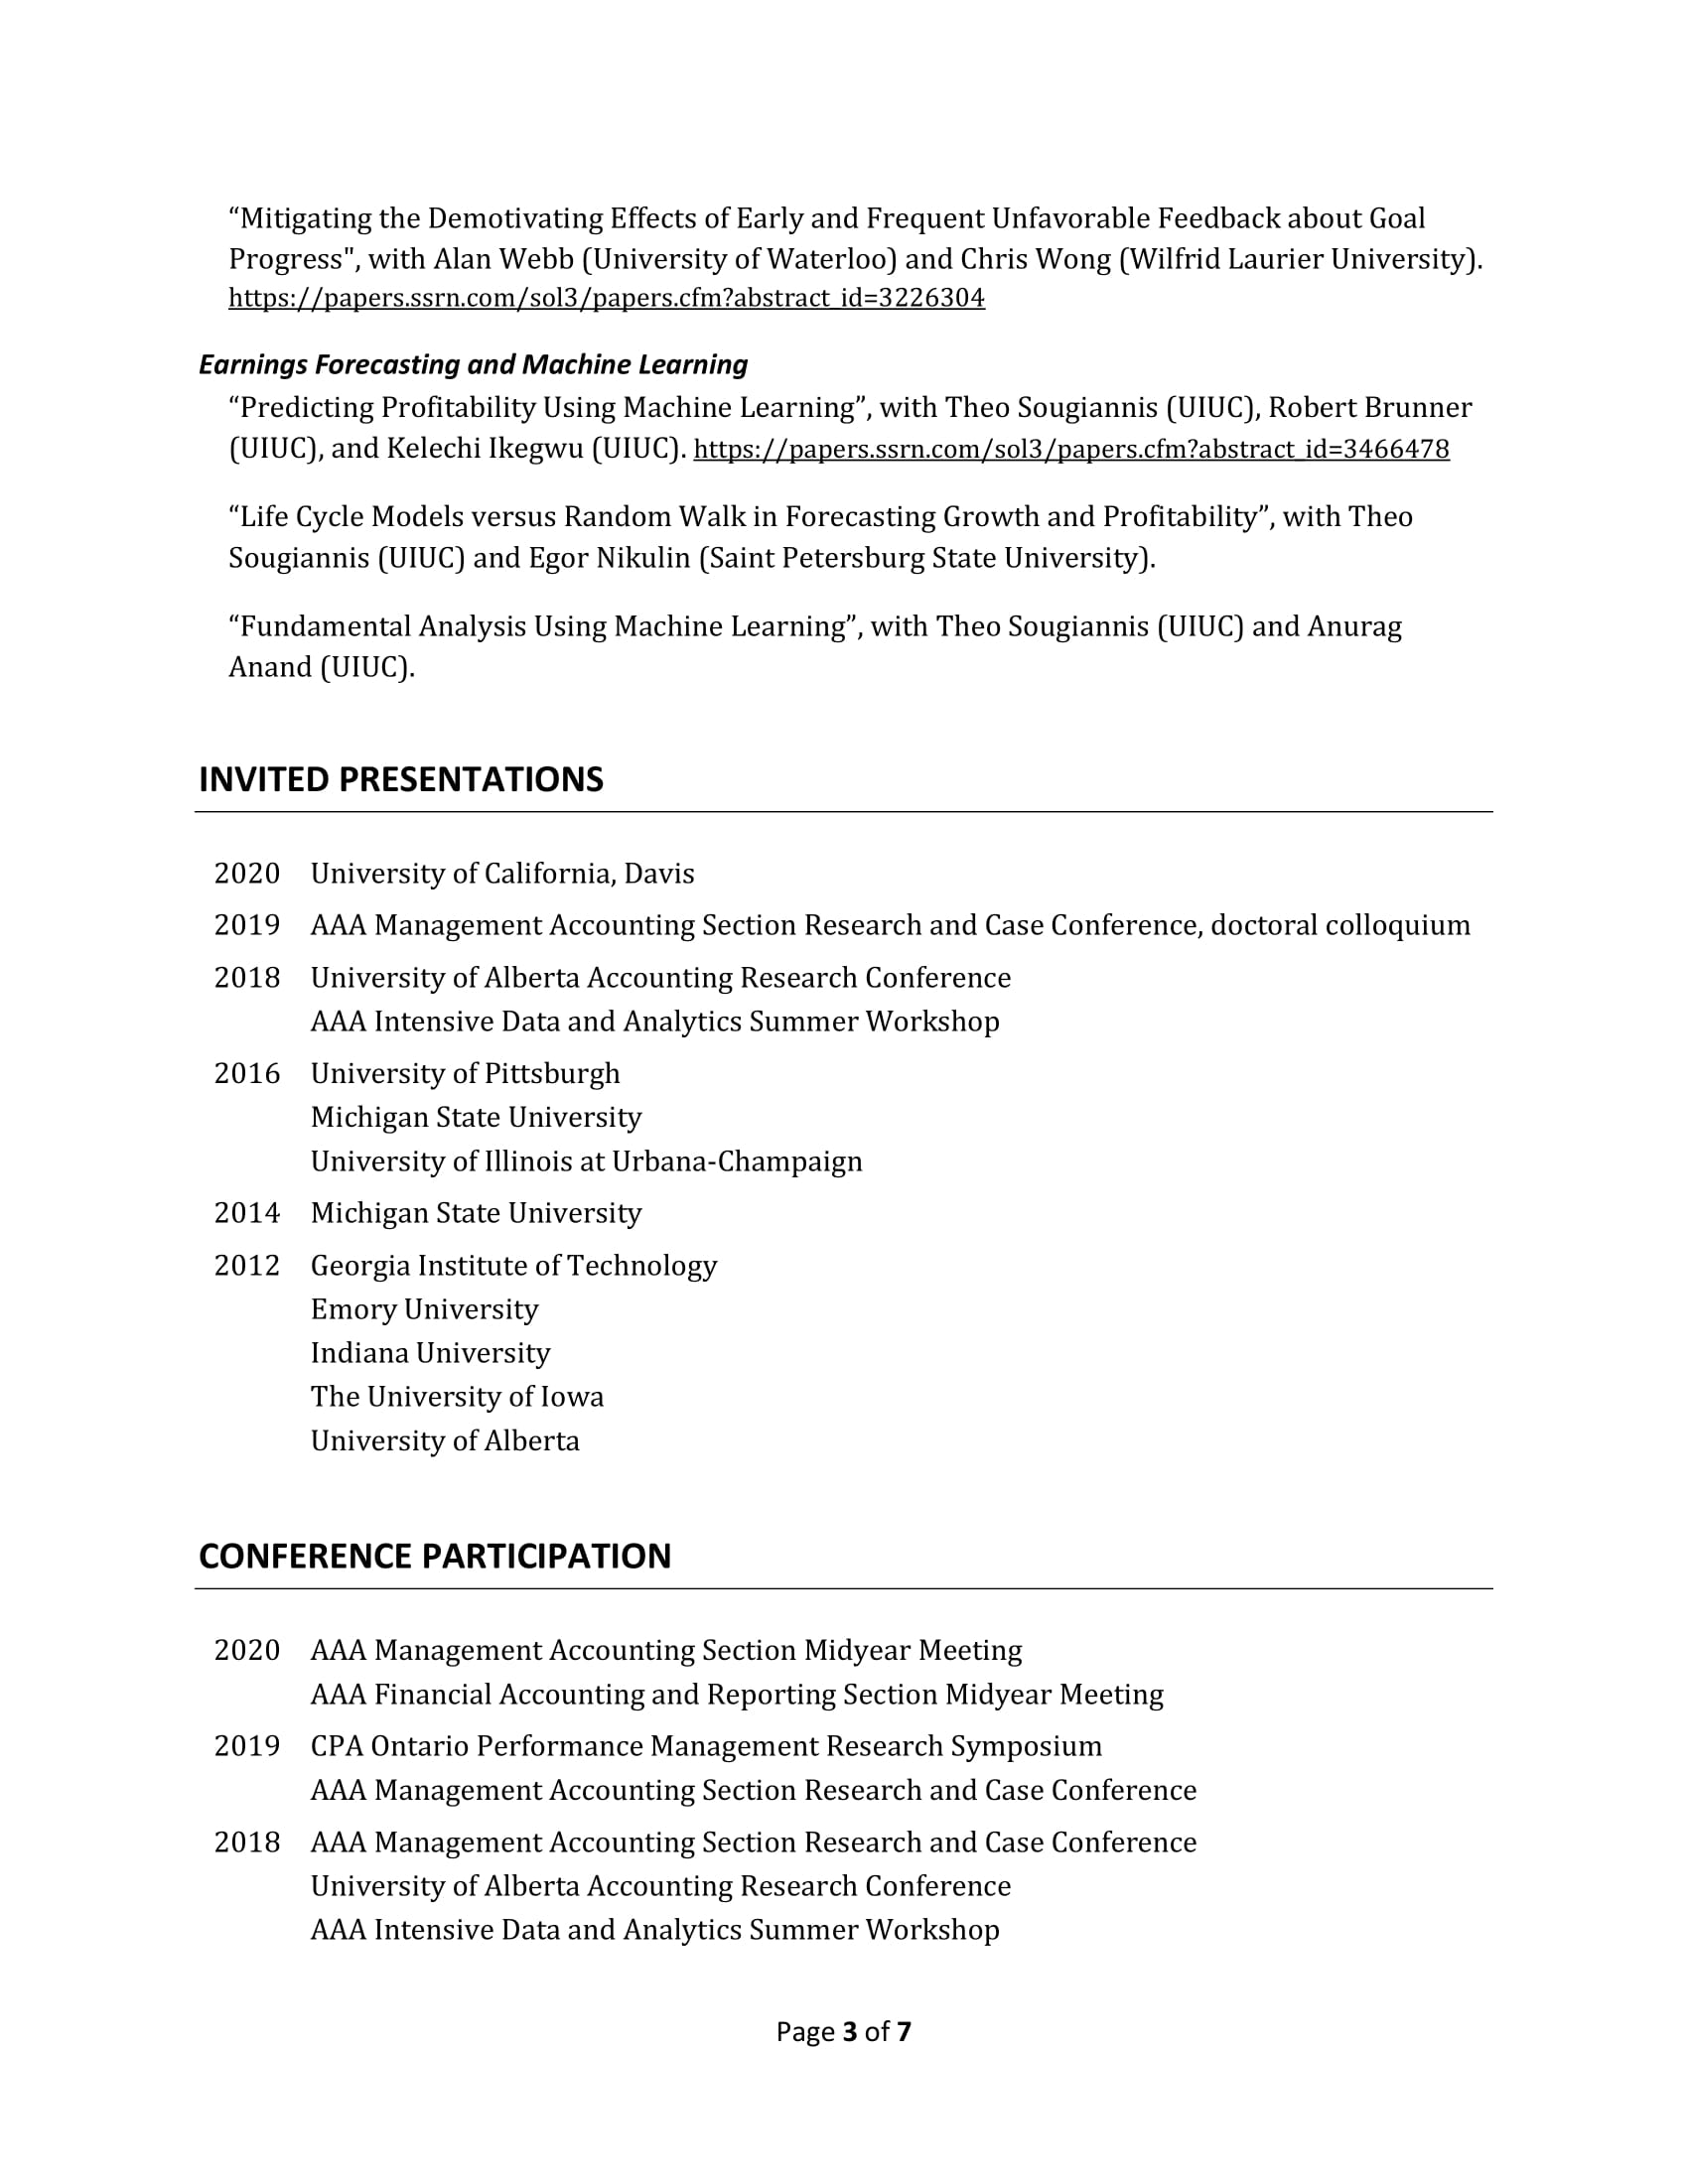 “Mitigating the Demotivating Effects of Early and Frequent Unfavorable Feedback about Goal
Progress", with Alan Webb (University of Waterloo) and Chris Wong (Wilfrid Laurier University).
https://papers.ssrn.com/sol3/papers.cfm?abstract_id=3226304
Earnings Forecasting and Machine Learning
“Predicting Profitability Using Machine Learning”, with Theo Sougiannis (UIUC), Robert Brunner
(UIUC), and Kelechi Ikegwu (UIUC). https://papers.ssrn.com/sol3/papers.cfm?abstract_id=3466478
“Life Cycle Models versus Random Walk in Forecasting Growth and Profitability”, with Theo
Sougiannis (UIUC) and Egor Nikulin (Saint Petersburg State University).
“Fundamental Analysis Using Machine Learning”, with Theo Sougiannis (UIUC) and Anurag
Anand (UIUC).
INVITED PRESENTATIONS
2020 University of California, Davis
2019 AAA Management Accounting Section Research and Case Conference, doctoral colloquium
2018 University of Alberta Accounting Research Conference
AAA Intensive Data and Analytics Summer Workshop
2016 University of Pittsburgh
Michigan State University
University of Illinois at Urbana-Champaign
2014 Michigan State University
2012 Georgia Institute of Technology
Emory University
Indiana University
The University of Iowa
University of Alberta
CONFERENCE PARTICIPATION
2020 AAA Management Accounting Section Midyear Meeting
AAA Financial Accounting and Reporting Section Midyear Meeting
2019 CPA Ontario Performance Management Research Symposium
AAA Management Accounting Section Research and Case Conference
2018 AAA Management Accounting Section Research and Case Conference
University of Alberta Accounting Research Conference
AAA Intensive Data and Analytics Summer Workshop
Page 3 of 7